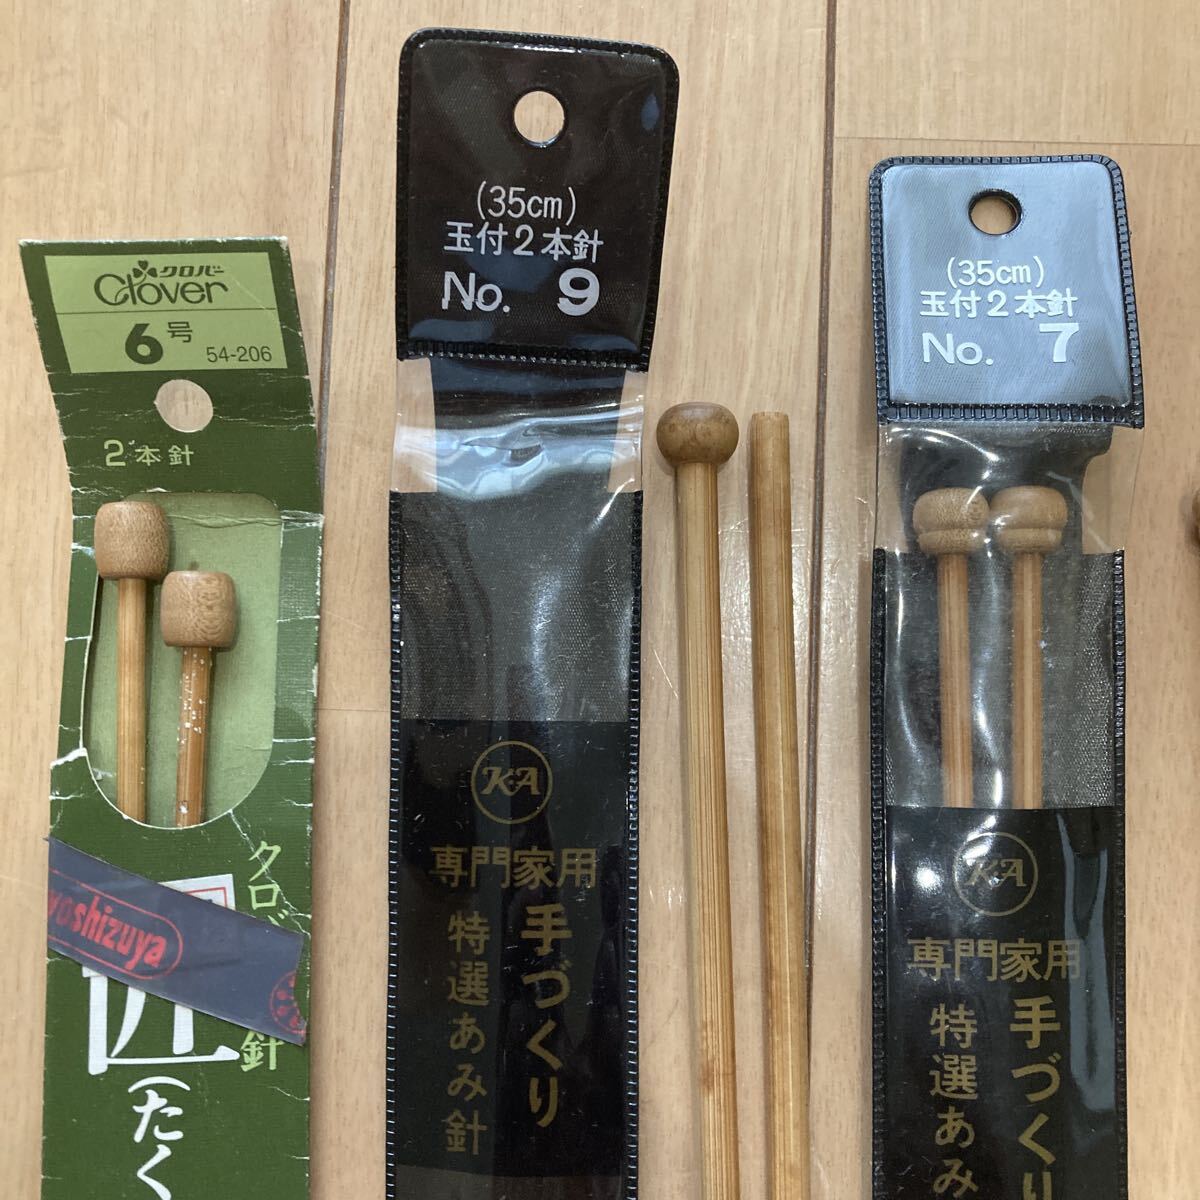 クロバー
Clover
6号
54-206
2本針
クロバ
針
yoshizuya
匠
(たく
(35cm)
玉付2本針
No. 9
KA
専門家用
手づくり
特選あみ針
(35cm)
玉付2本針
No. 7
KA
専門家用
手づくり
特選あみ